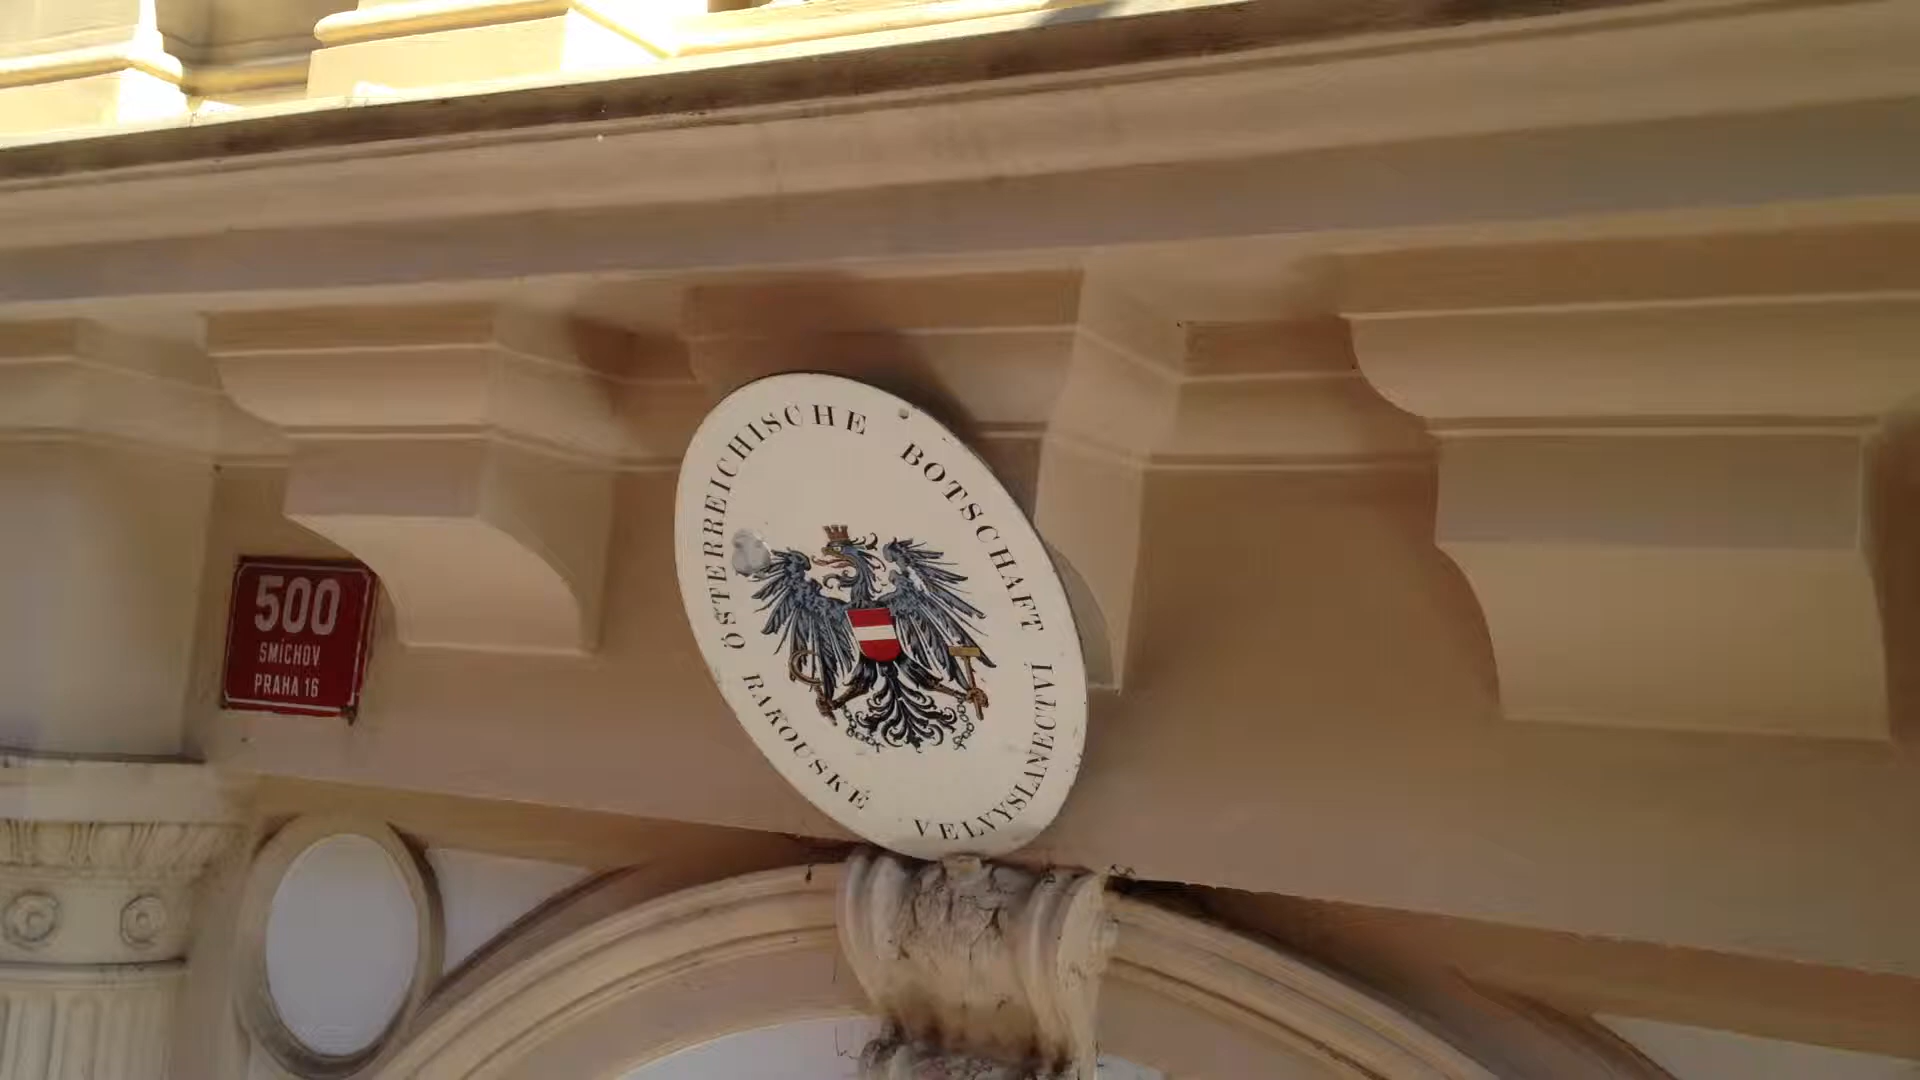 ÖSTERREICHISCHE BOTSCHAFT
RAKOUSKÉ VELVYSLANECTVÍ
500
SMÍCHOV
PRAHA 16